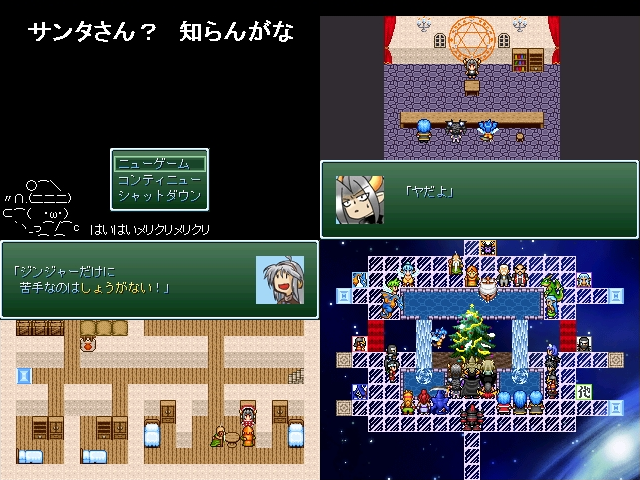 サンタさん？　知らんがな
ニューゲーム
コンティニュー
シャットダウン
はいはいメリクリメリクリ
「ヤだよ」
「ジンジャーだけに
苦手なのはしょうがない！」
代